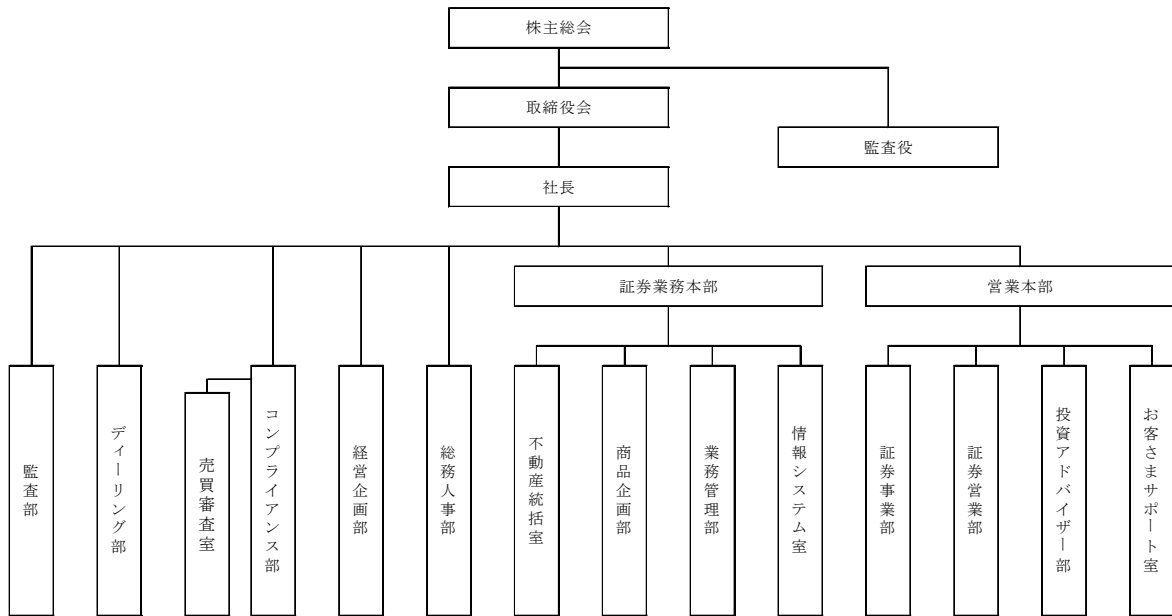 株主総会
取締役会
監査役
社長
証券業務本部
営業本部
監査部
ディーリング部
売買審査室
コンプライアンス部
経営企画部
総務人事部
不動産統括室
商品企画部
業務管理部
情報システム室
証券事業部
証券営業部
投資アドバイザー部
お客さまサポート室